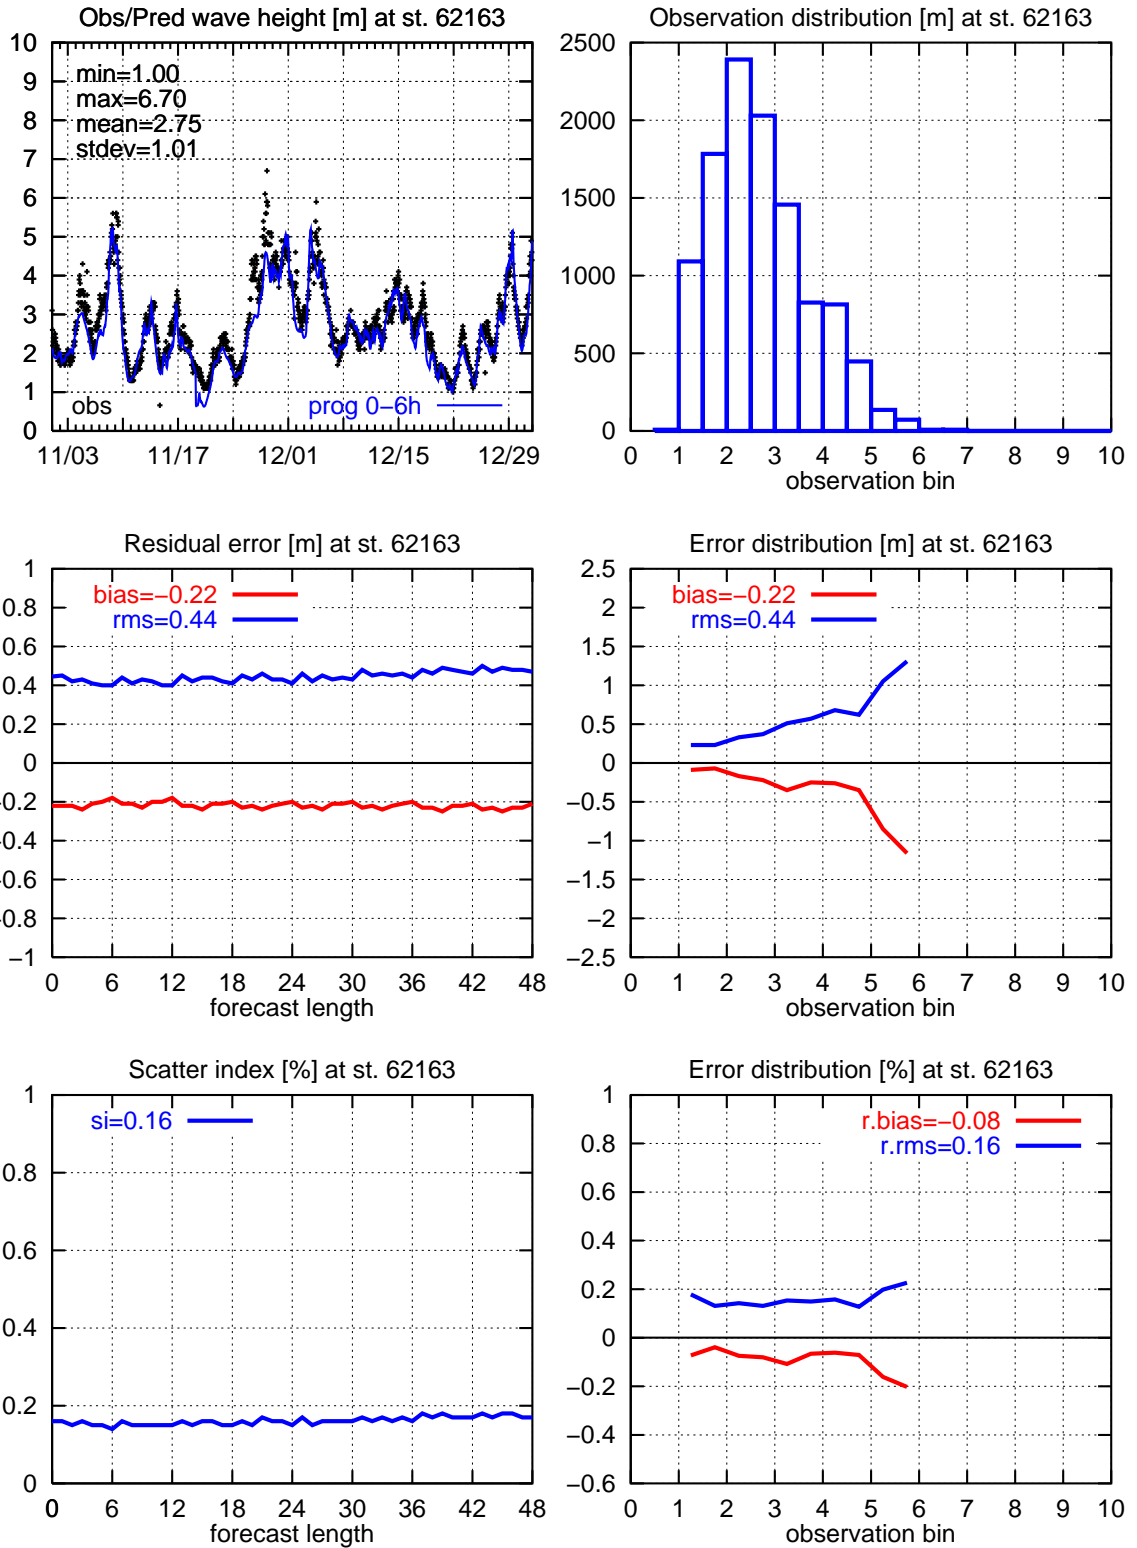 Obs/Pred wave height [m] at st. 62163
10
9
8
7
6
5
4
3
2
1
0
min=1.00
max=6.70
mean=2.75
stdev=1.01
obs
prog 0−6h
11/03 11/17 12/01 12/15 12/29
Observation distribution [m] at st. 62163
2500
2000
1500
1000
500
0
0 1 2 3 4 5 6 7 8 9 10
observation bin
Residual error [m] at st. 62163
1
0.8
0.6
0.4
0.2
0
-0.2
-0.4
-0.6
-0.8
−1
bias=−0.22
rms=0.44
0 6 12 18 24 30 36 42 48
forecast length
Error distribution [m] at st. 62163
2.5
2
1.5
1
0.5
0
−0.5
−1
−1.5
−2
−2.5
bias=−0.22
rms=0.44
0 1 2 3 4 5 6 7 8 9 10
observation bin
Scatter index [%] at st. 62163
1
0.8
0.6
0.4
0.2
0
si=0.16
0 6 12 18 24 30 36 42 48
forecast length
Error distribution [%] at st. 62163
1
0.8
0.6
0.4
0.2
0
−0.2
−0.4
−0.6
r.bias=−0.08
r.rms=0.16
0 1 2 3 4 5 6 7 8 9 10
observation bin